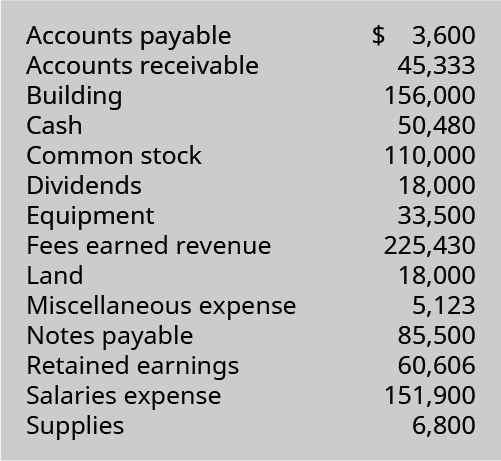 Accounts payable $ 3,600
Accounts receivable 45,333
Building 156,000
Cash 50,480
Common stock 110,000
Dividends 18,000
Equipment 33,500
Fees earned revenue 225,430
Land 18,000
Miscellaneous expense 5,123
Notes payable 85,500
Retained earnings 60,606
Salaries expense 151,900
Supplies 6,800